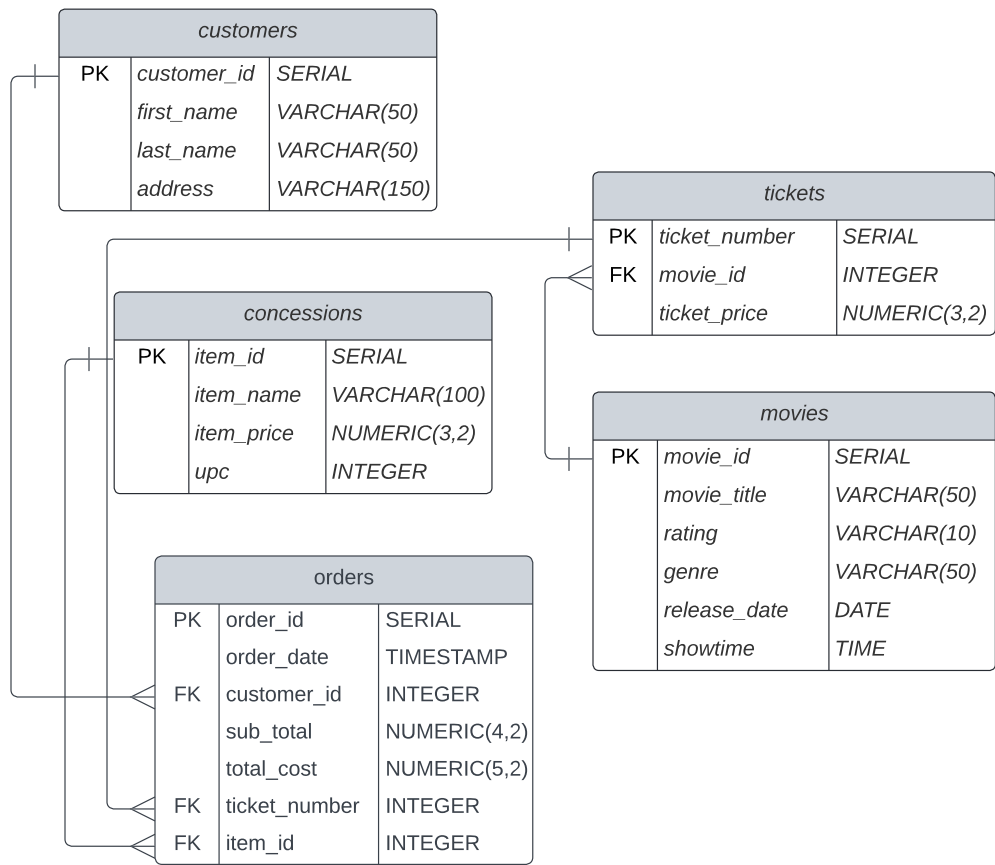 customers
PK customer_id SERIAL
first_name VARCHAR(50)
last_name VARCHAR(50)
address VARCHAR(150)
tickets
PK ticket_number SERIAL
FK movie_id INTEGER
ticket_price NUMERIC(3,2)
concessions
PK item_id SERIAL
item_name VARCHAR(100)
item_price NUMERIC(3,2)
upc INTEGER
movies
PK movie_id SERIAL
movie_title VARCHAR(50)
rating VARCHAR(10)
genre VARCHAR(50)
release_date DATE
showtime TIME
orders
PK order_id SERIAL
order_date TIMESTAMP
FK customer_id INTEGER
sub_total NUMERIC(4,2)
total_cost NUMERIC(5,2)
FK ticket_number INTEGER
FK item_id INTEGER